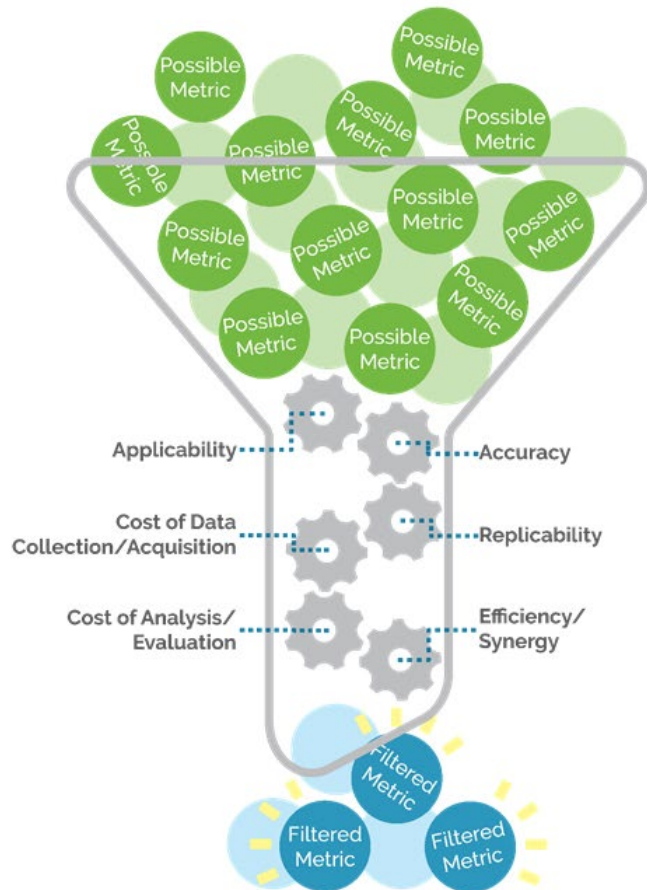 Possible
Metric
Possible
Metric
Possible
Metric
Possible
Metric
Possible
Metric
Possible
Metric
Possible
Metric
Possible
Metric
Possible
Metric
Possible
Metric
Possible
Metric
Possible
Metric
Possible
Metric
Applicability
Accuracy
Cost of Data
Collection/Acquisition
Replicability
Cost of Analysis/
Evaluation
Efficiency/
Synergy
Filtered
Metric
Filtered
Metric
Filtered
Metric